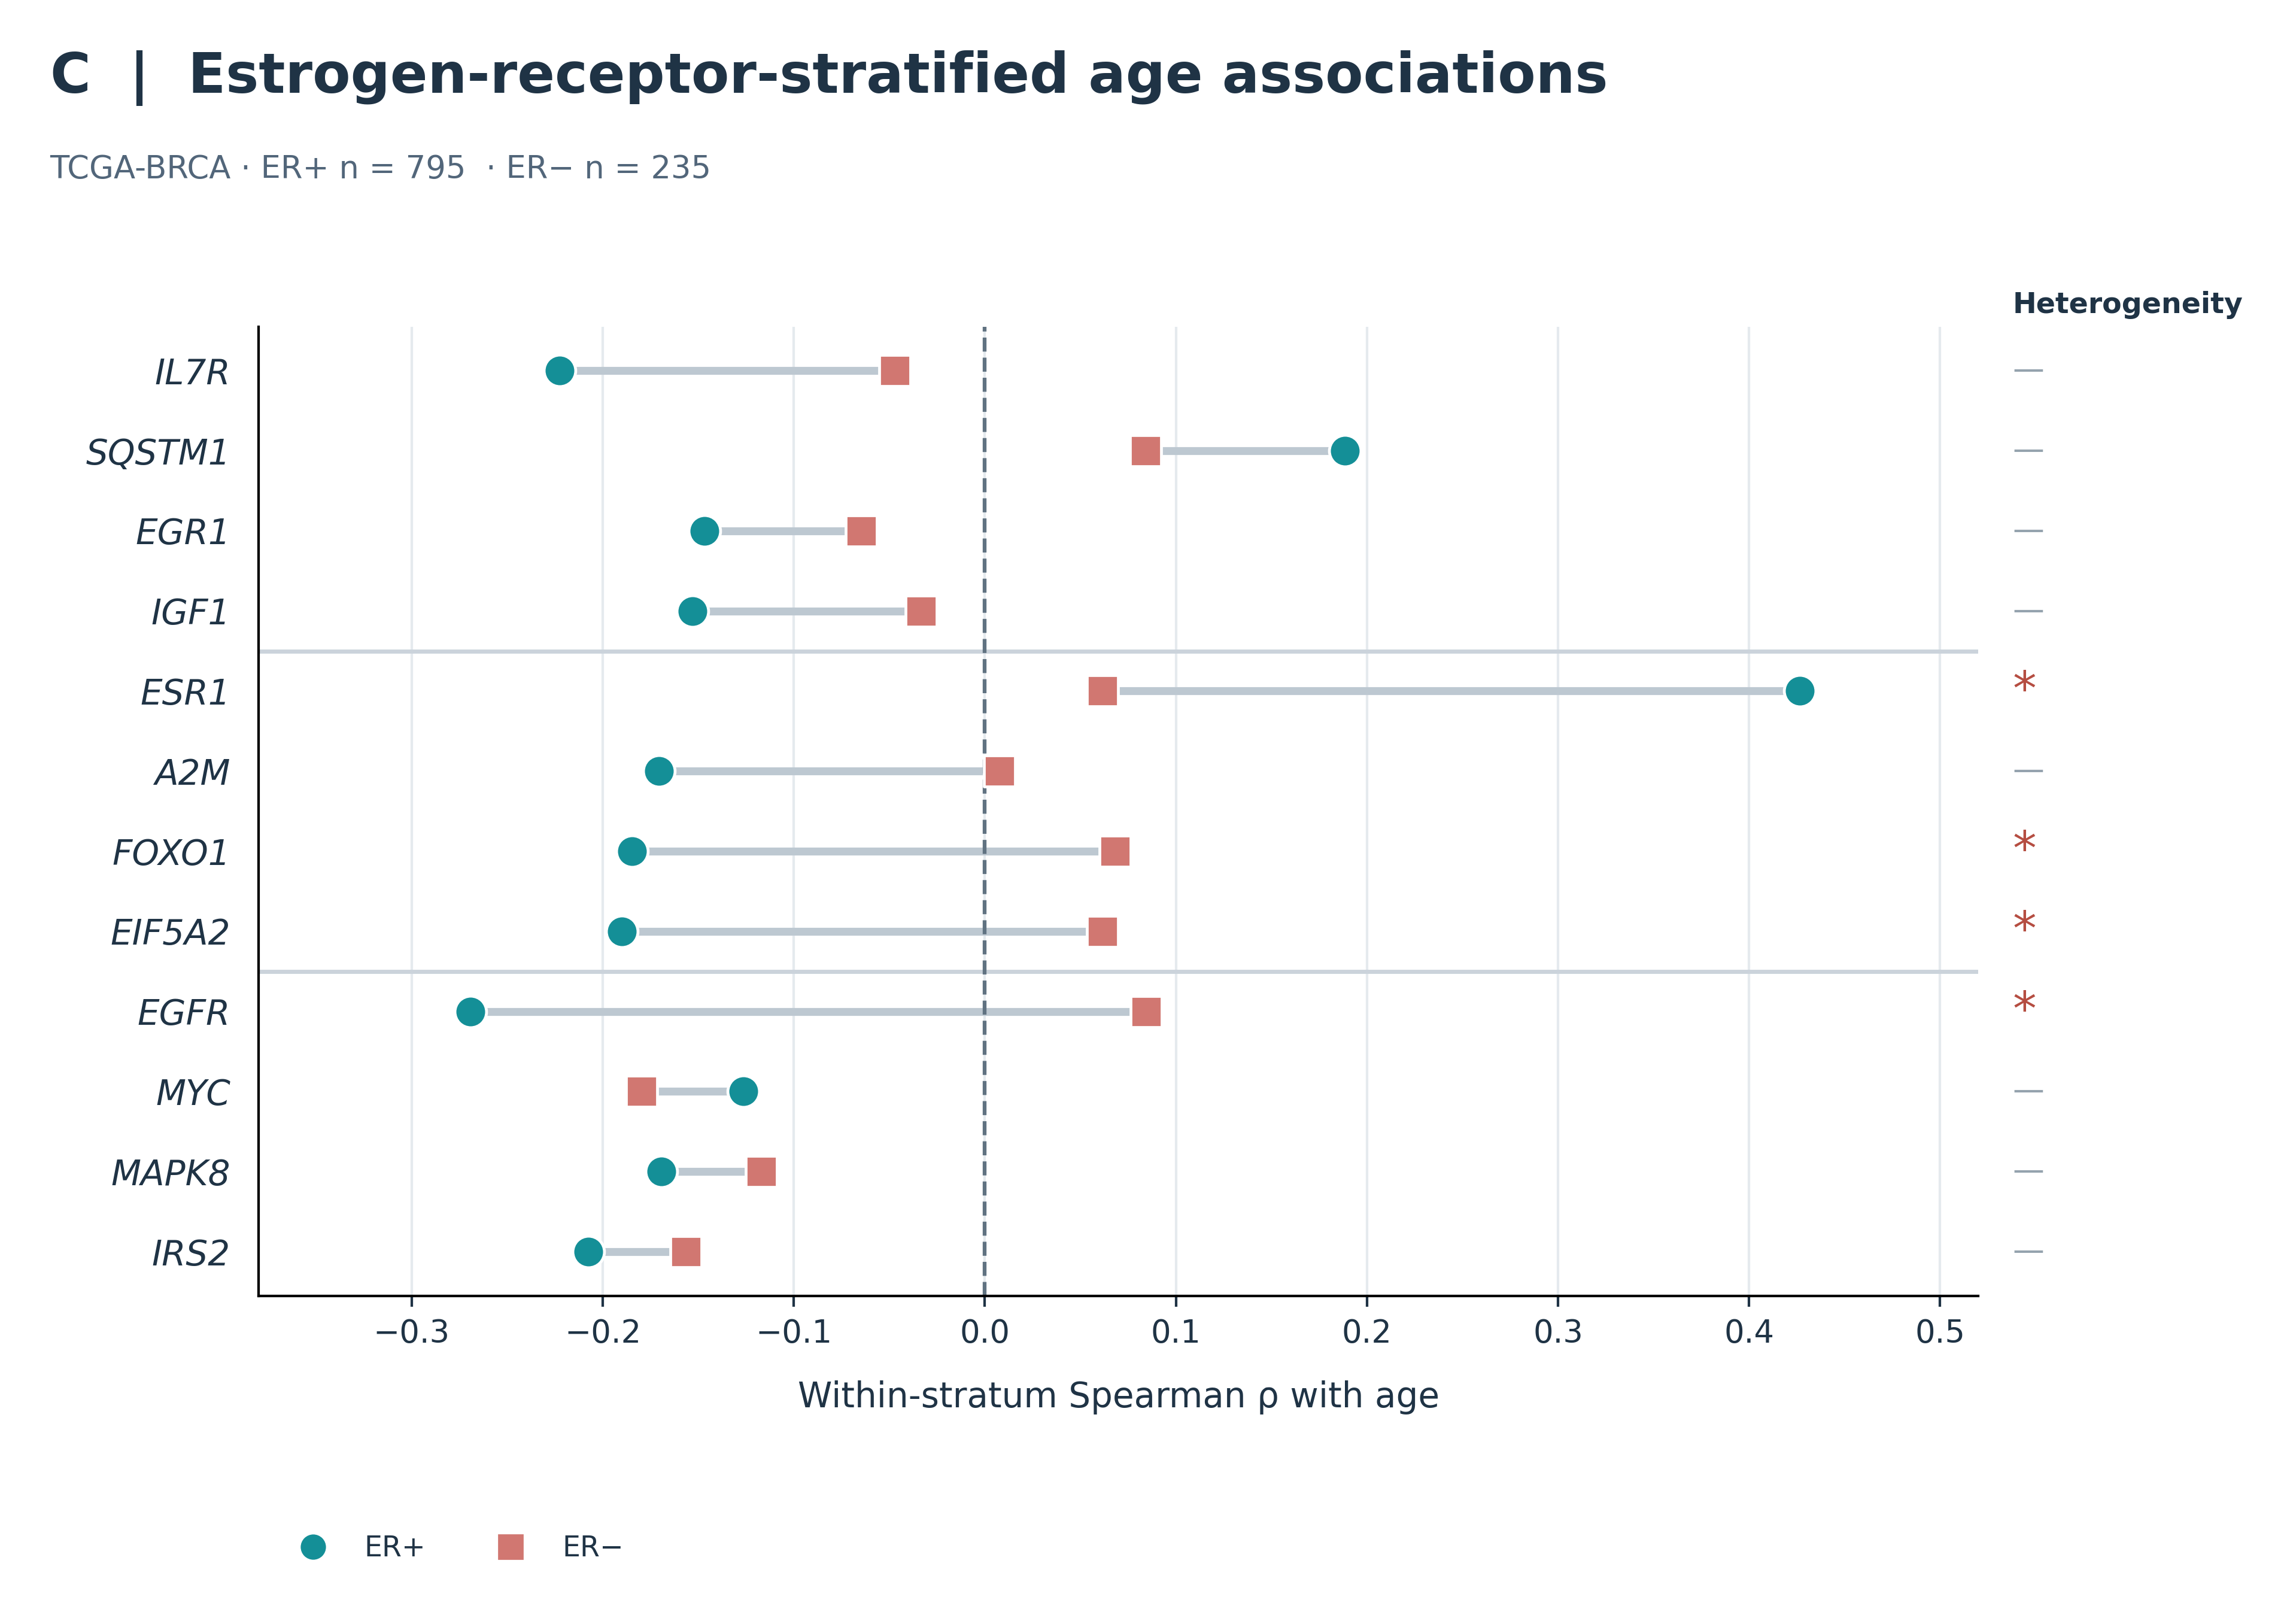 C | Estrogen-receptor-stratified age associations
TCGA-BRCA · ER+ n = 795 · ER− n = 235
Heterogeneity
IL7R —
SQSTM1 —
EGR1 —
IGF1 —
ESR1 *
A2M —
FOXO1 *
EIF5A2 *
EGFR *
MYC —
MAPK8 —
IRS2 —
−0.3 −0.2 −0.1 0.0 0.1 0.2 0.3 0.4 0.5
Within-stratum Spearman ρ with age
ER+ ER−